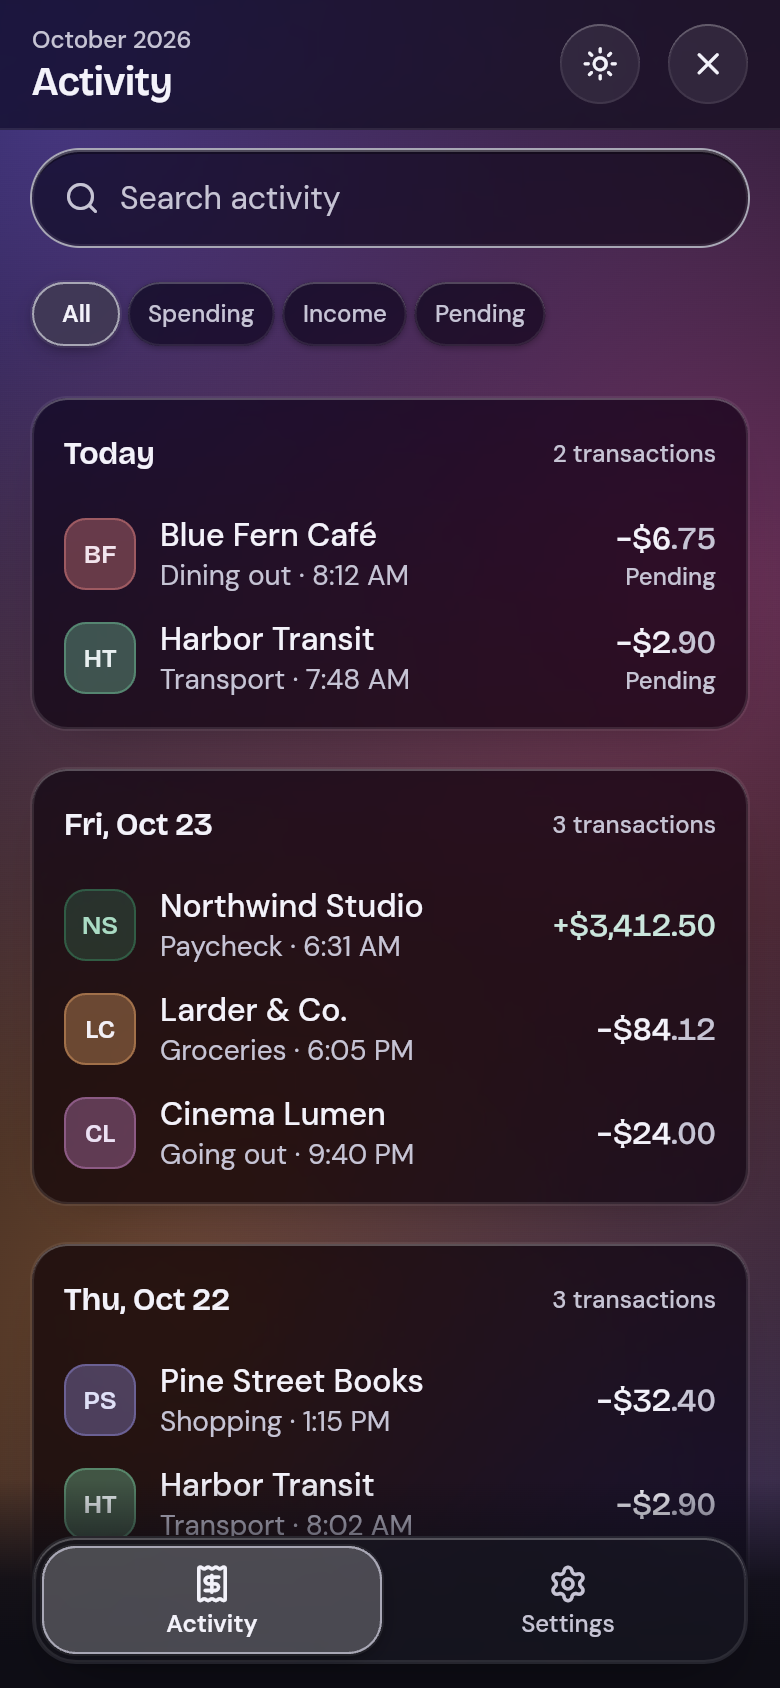 October 2026
Activity
Search activity
All Spending Income Pending
Today 2 transactions
BF Blue Fern Café −$6.75
Dining out · 8:12 AM Pending
HT Harbor Transit −$2.90
Transport · 7:48 AM Pending
Fri, Oct 23 3 transactions
NS Northwind Studio +$3,412.50
Paycheck · 6:31 AM
LC Larder & Co. −$84.12
Groceries · 6:05 PM
CL Cinema Lumen −$24.00
Going out · 9:40 PM
Thu, Oct 22 3 transactions
PS Pine Street Books −$32.40
Shopping · 1:15 PM
HT Harbor Transit −$2.90
Transport · 8:02 AM
Activity Settings